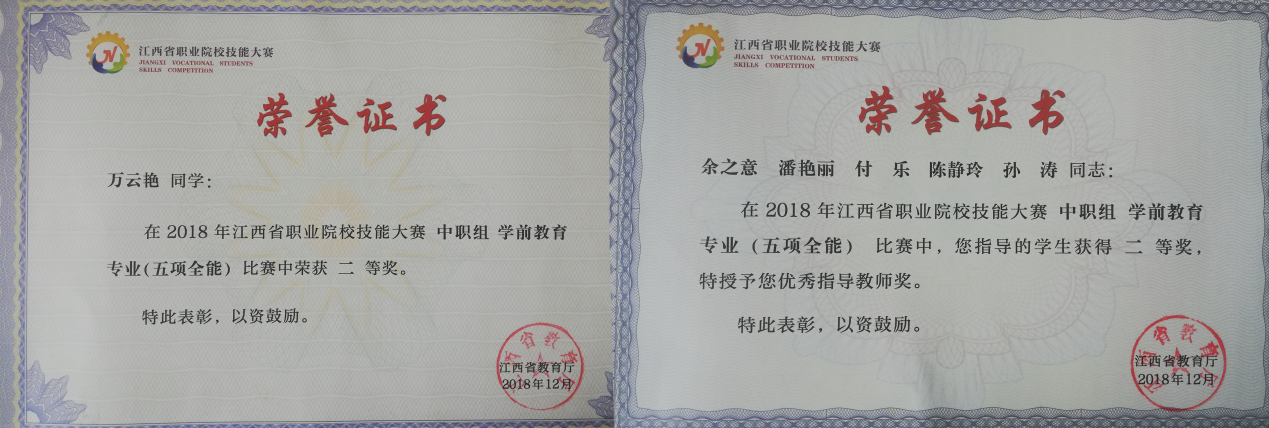 江西省职业院校技能大赛
JIANGXI VOCATIONAL STUDENTS
SKILLS COMPETITION
荣誉证书
万云艳 同学：
在 2018 年江西省职业院校技能大赛 中职组 学前教育
专业(五项全能) 比赛中荣获 二 等奖。
特此表彰，以资鼓励。
江西省教育厅
2018年12月
江西省职业院校技能大赛
JIANGXI VOCATIONAL STUDENTS
SKILLS COMPETITION
荣誉证书
余之意 潘艳丽 付 乐 陈静玲 孙 涛 同志：
在 2018 年江西省职业院校技能大赛 中职组 学前教育
专业（五项全能） 比赛中，您指导的学生获得 二 等奖，
特授予您优秀指导教师奖。
特此表彰，以资鼓励。
江西省教育厅
2018年12月